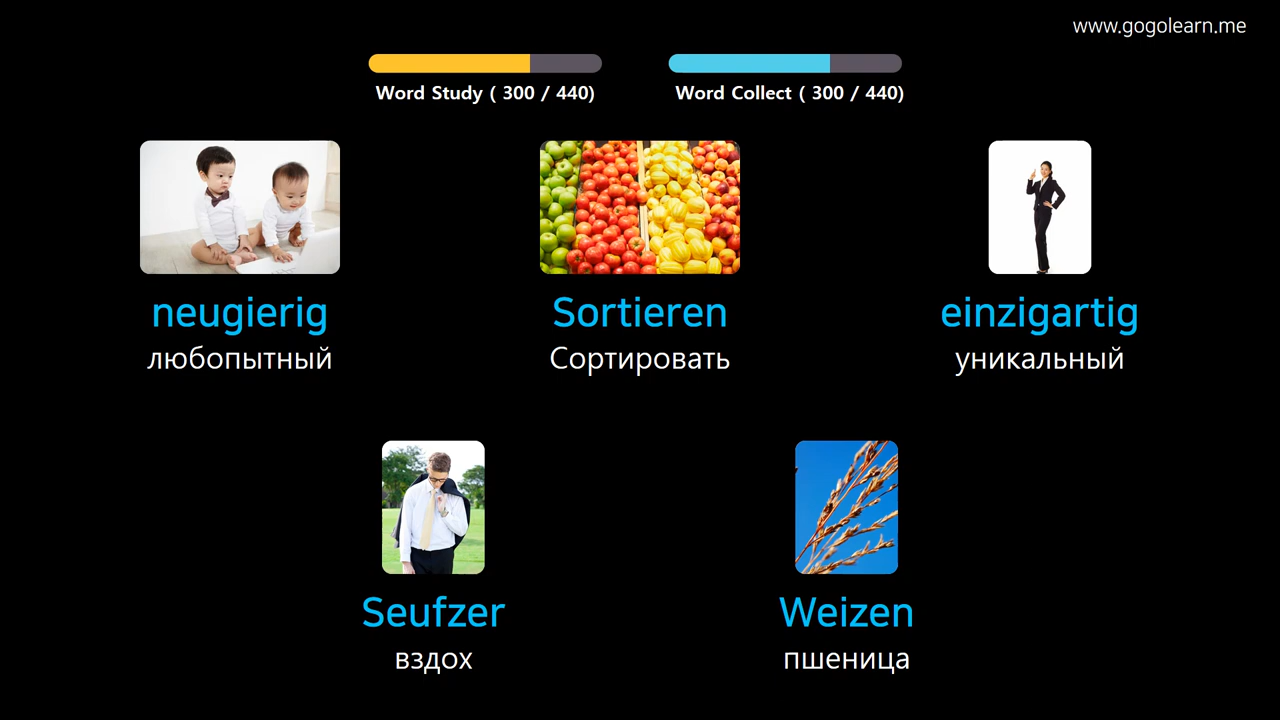 www.gogolearn.me
Word Study ( 300 / 440)
Word Collect ( 300 / 440)
neugierig
любопытный
Sortieren
Сортировать
einzigartig
уникальный
Seufzer
вздох
Weizen
пшеница